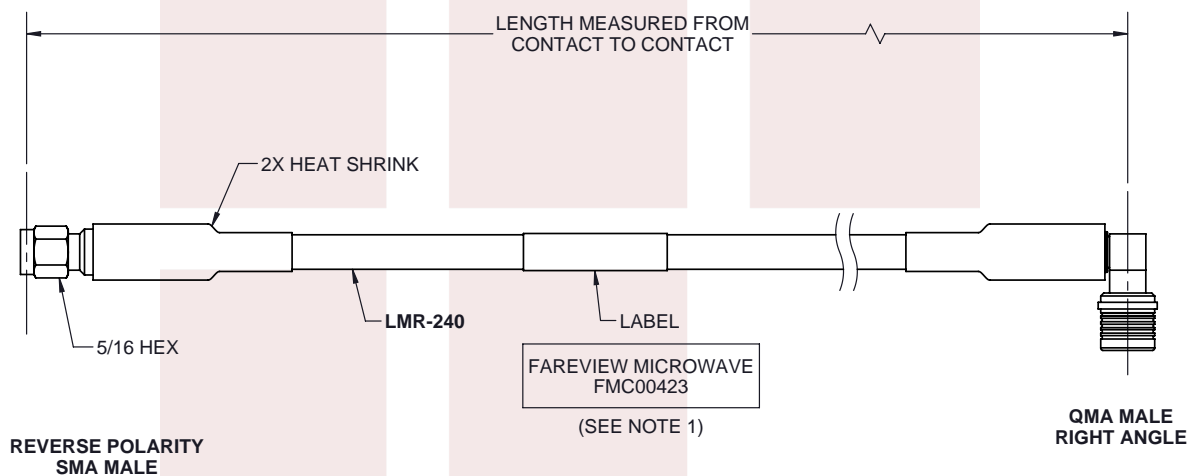 LENGTH MEASURED FROM
CONTACT TO CONTACT
2X HEAT SHRINK
LMR-240
LABEL
5/16 HEX
FAREVIEW MICROWAVE
FMC00423
(SEE NOTE 1)
REVERSE POLARITY
SMA MALE
QMA MALE
RIGHT ANGLE